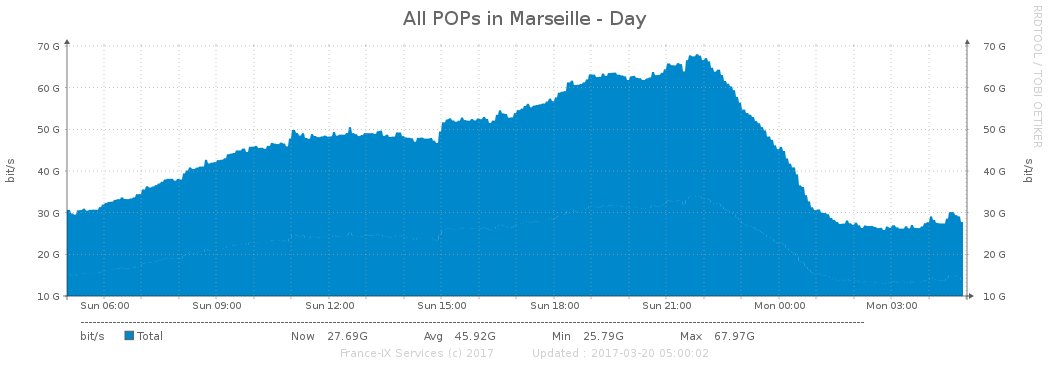 All POPs in Marseille - Day
RRDTOOL / TOBI OETIKER
bit/s
70 G
60 G
50 G
40 G
30 G
20 G
10 G
70 G
60 G
50 G
40 G
30 G
20 G
10 G
bit/s
Sun 06:00 Sun 09:00 Sun 12:00 Sun 15:00 Sun 18:00 Sun 21:00 Mon 00:00 Mon 03:00
bit/s Total Now 27.69G Avg 45.92G Min 25.79G Max 67.97G
France-IX Services (c) 2017 Updated : 2017-03-20 05:00:02